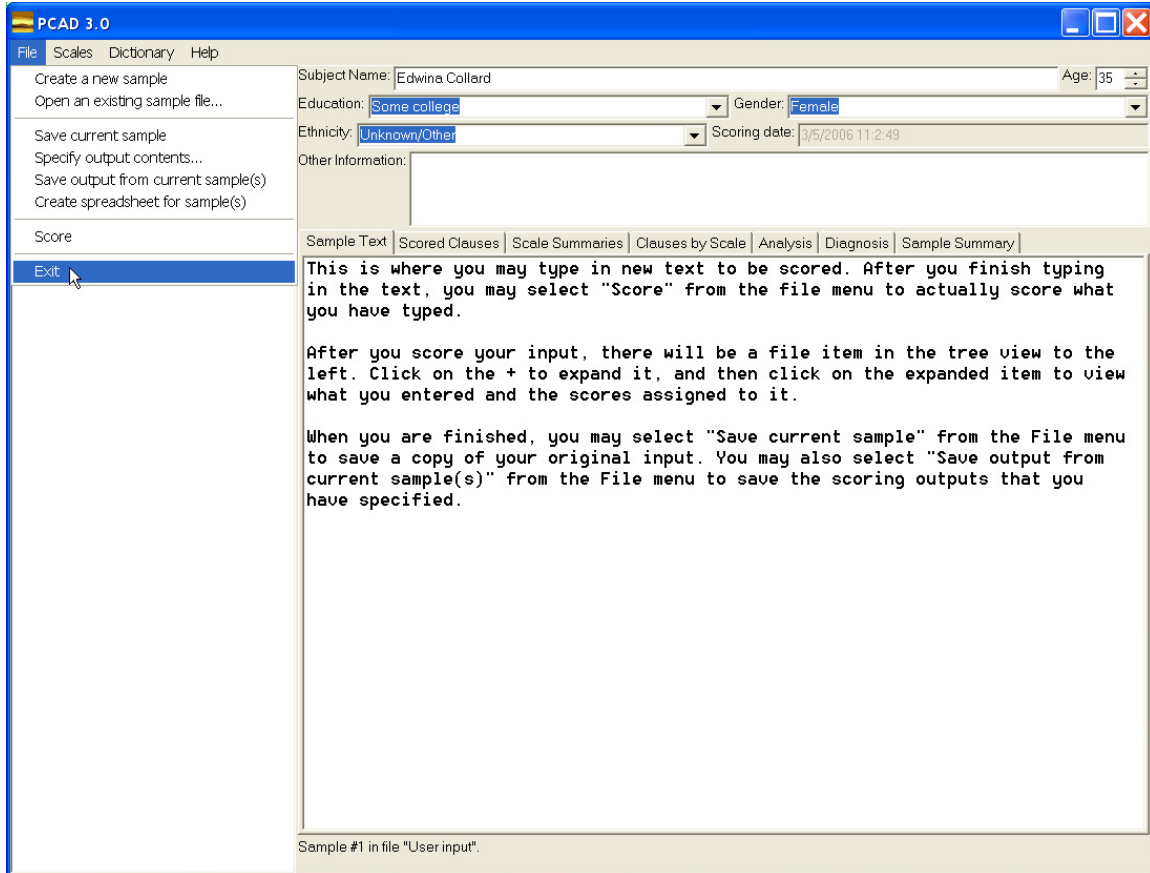 PCAD 3.0
File Scales Dictionary Help
Create a new sample
Open an existing sample file...
Save current sample
Specify output contents...
Save output from current sample(s)
Create spreadsheet for sample(s)
Score
Exit
Subject Name: Edwina Collard Age: 35
Education: Some college Gender: Female
Ethnicity: Unknown/Other Scoring date: 3/5/2006 11:2:49
Other Information:
Sample Text Scored Clauses Scale Summaries Clauses by Scale Analysis Diagnosis Sample Summary
This is where you may type in new text to be scored. After you finish typing
in the text, you may select "Score" from the file menu to actually score what
you have typed.
After you score your input, there will be a file item in the tree view to the
left. Click on the + to expand it, and then click on the expanded item to view
what you entered and the scores assigned to it.
When you are finished, you may select "Save current sample" from the File menu
to save a copy of your original input. You may also select "Save output from
current sample(s)" from the File menu to save the scoring outputs that you
have specified.
Sample #1 in file "User input".